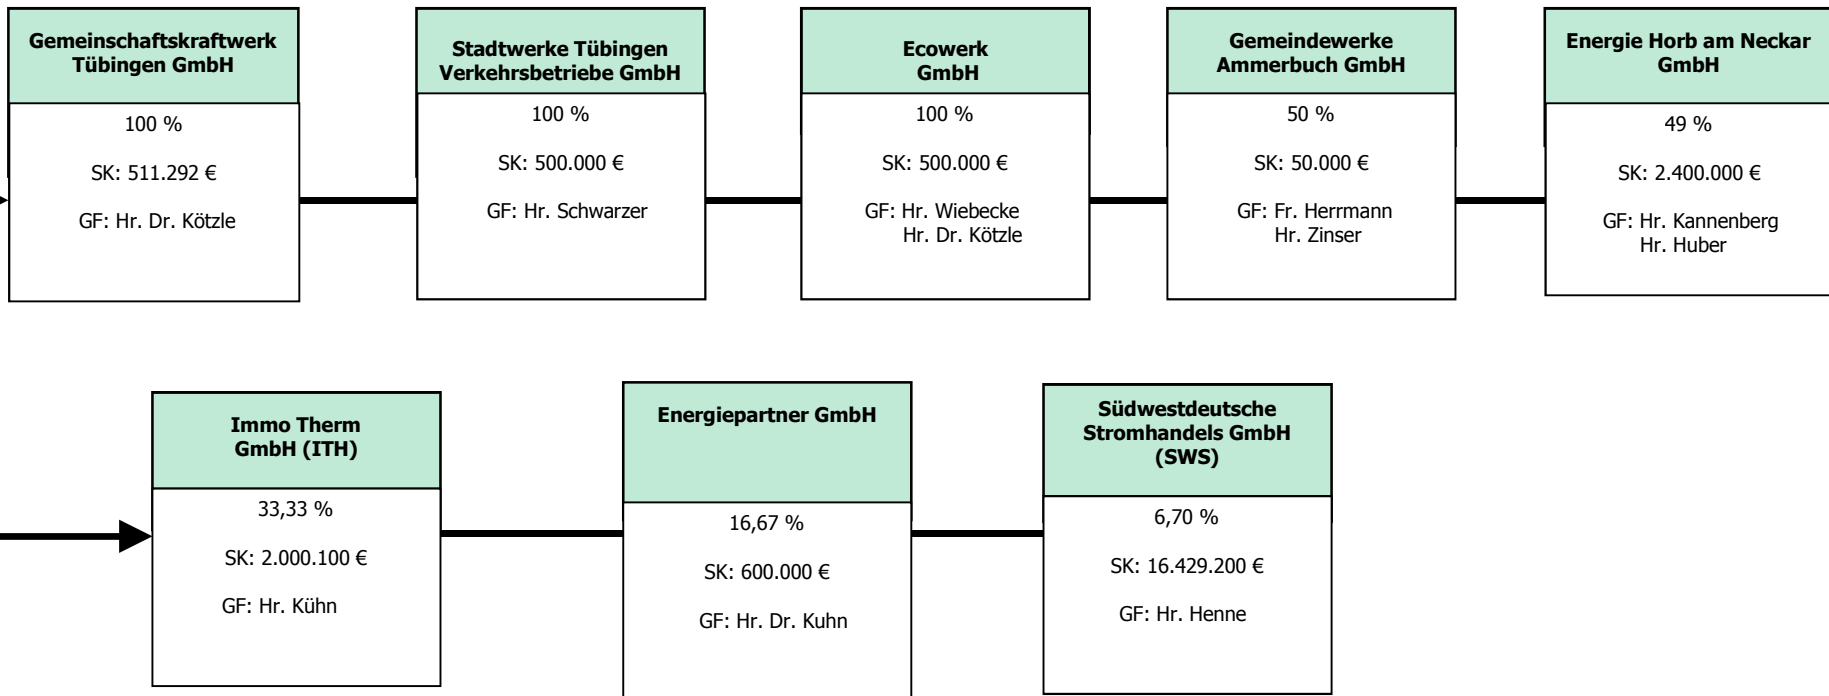 Gemeinschaftskraftwerk
Tübingen GmbH
100 %
SK: 511.292 €
GF: Hr. Dr. Kötzle
Stadtwerke Tübingen
Verkehrsbetriebe GmbH
100 %
SK: 500.000 €
GF: Hr. Schwarzer
Ecowerk
GmbH
100 %
SK: 500.000 €
GF: Hr. Wiebecke
Hr. Dr. Kötzle
Gemeindewerke
Ammerbuch GmbH
50 %
SK: 50.000 €
GF: Fr. Herrmann
Hr. Zinser
Energie Horb am Neckar
GmbH
49 %
SK: 2.400.000 €
GF: Hr. Kannenberg
Hr. Huber
Immo Therm
GmbH (ITH)
33,33 %
SK: 2.000.100 €
GF: Hr. Kühn
Energiepartner GmbH
16,67 %
SK: 600.000 €
GF: Hr. Dr. Kuhn
Südwestdeutsche
Stromhandels GmbH
(SWS)
6,70 %
SK: 16.429.200 €
GF: Hr. Henne